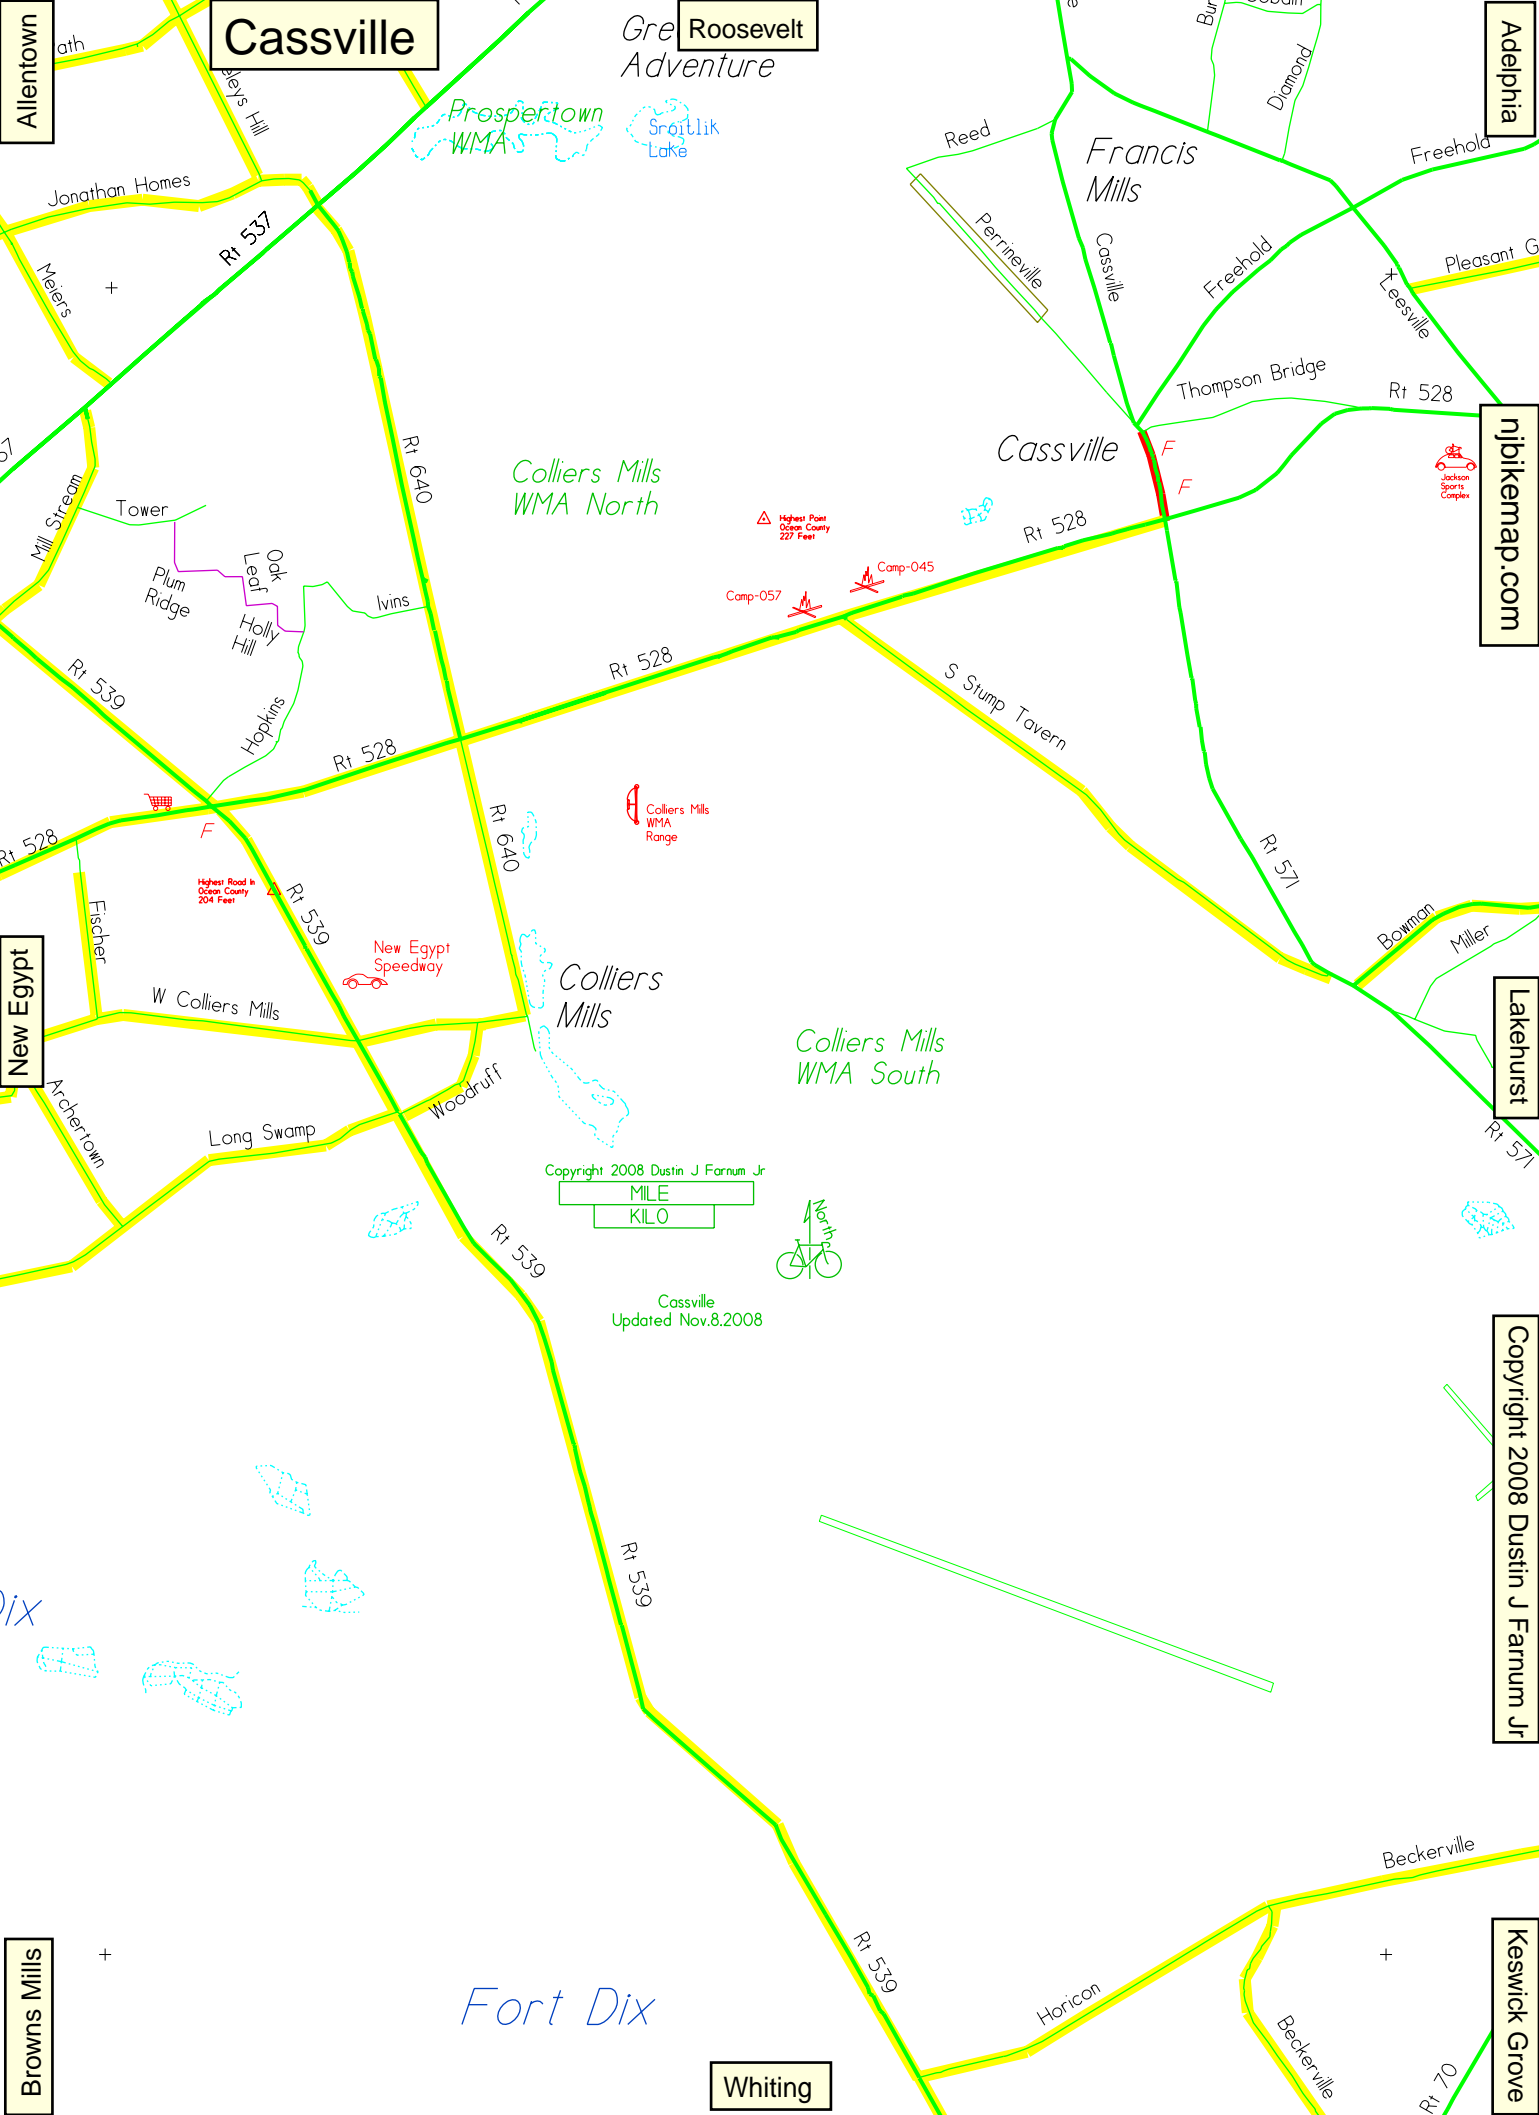 Allentown
Cassville
Roosevelt
Adelphia
ath
eleys Hill
Gre
Adventure
Prospertown
WMA
Sroitlik
Lake
Reed
Francis
Mills
Bur
Diamond
Freehold
Jonathan Homes
Rt 537
Meiers
Perrineville
Cassville
Freehold
Pleasant G
Leesville
Thompson Bridge
Rt 528
njbikemap.com
Cassville
F
F
Jackson
Sports
Complex
57
Rt 640
Colliers Mills
WMA North
Highest Point
Ocean County
227 Feet
Rt 528
Mill Stream
Tower
Plum
Ridge
Oak
Leaf
Holly
Hill
Ivins
Camp-045
Camp-057
Rt 528
S Stump Tavern
Rt 539
Hopkins
Rt 528
Rt 640
Colliers Mills
WMA
Range
F
Rt 528
Highest Road In
Ocean County
204 Feet
Rt 539
Rt 571
Fischer
New Egypt
New Egypt
Speedway
Bowman
Miller
W Colliers Mills
Colliers
Mills
Lakehurst
Colliers Mills
WMA South
Archertown
Woodruff
Long Swamp
Rt 571
Copyright 2008 Dustin J Farnum Jr
MILE
KILO
North
Rt 539
Cassville
Updated Nov.8.2008
Copyright 2008 Dustin J Farnum Jr
Rt 539
Dix
Beckerville
Browns Mills
Fort Dix
Rt 539
Horicon
Beckerville
Keswick Grove
Whiting
Rt 70